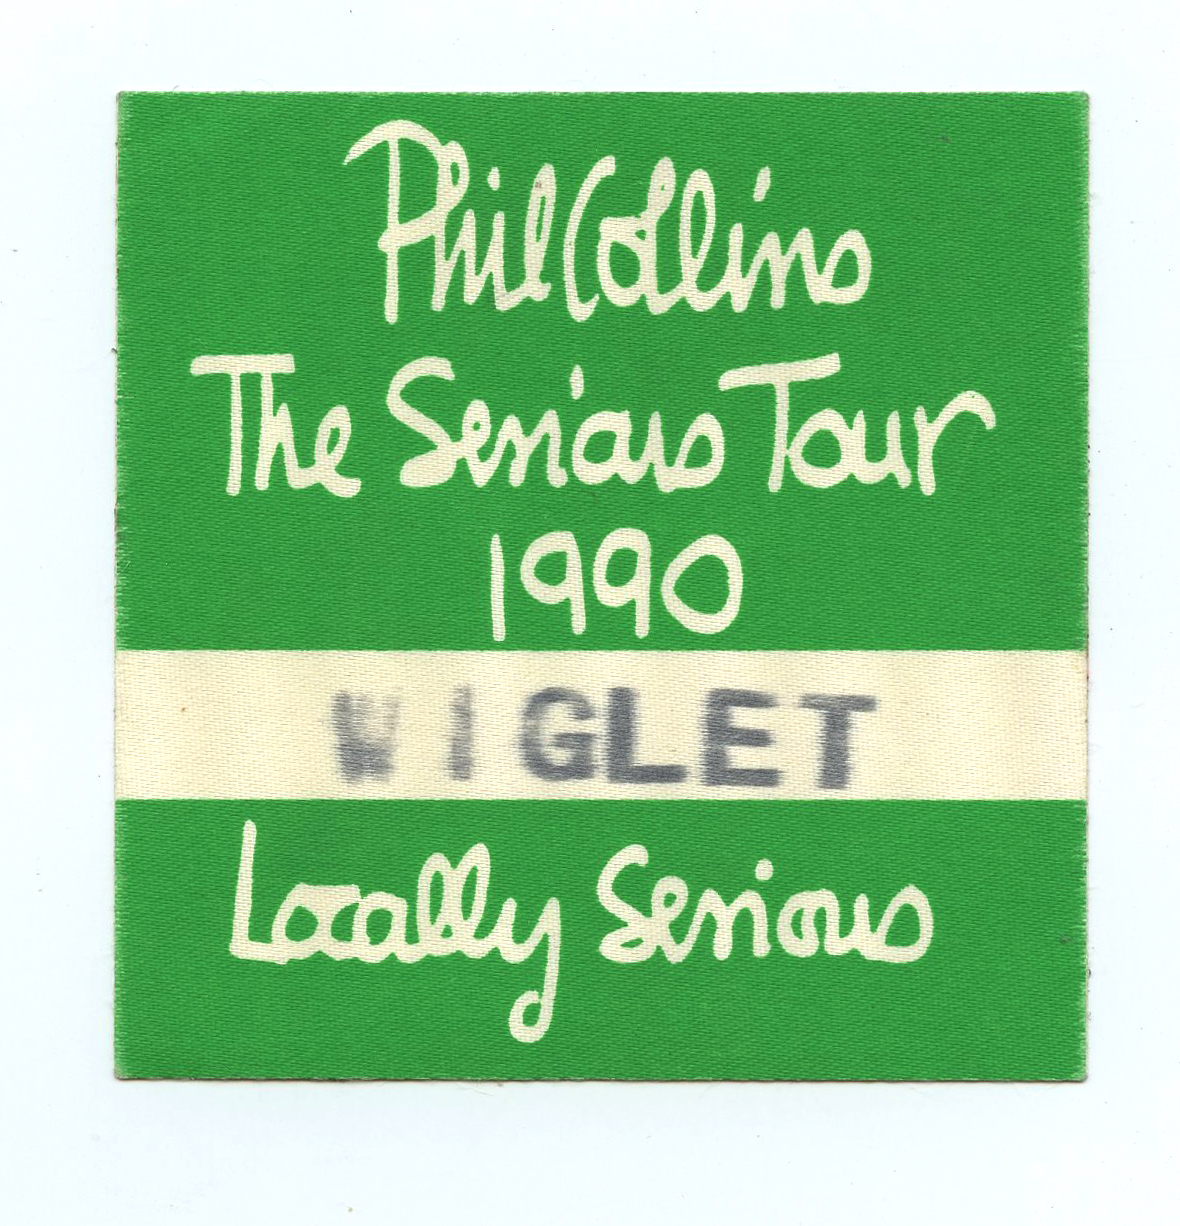 Phil Collins
The Serious Tour
1990
WIGLET
Locally Serious